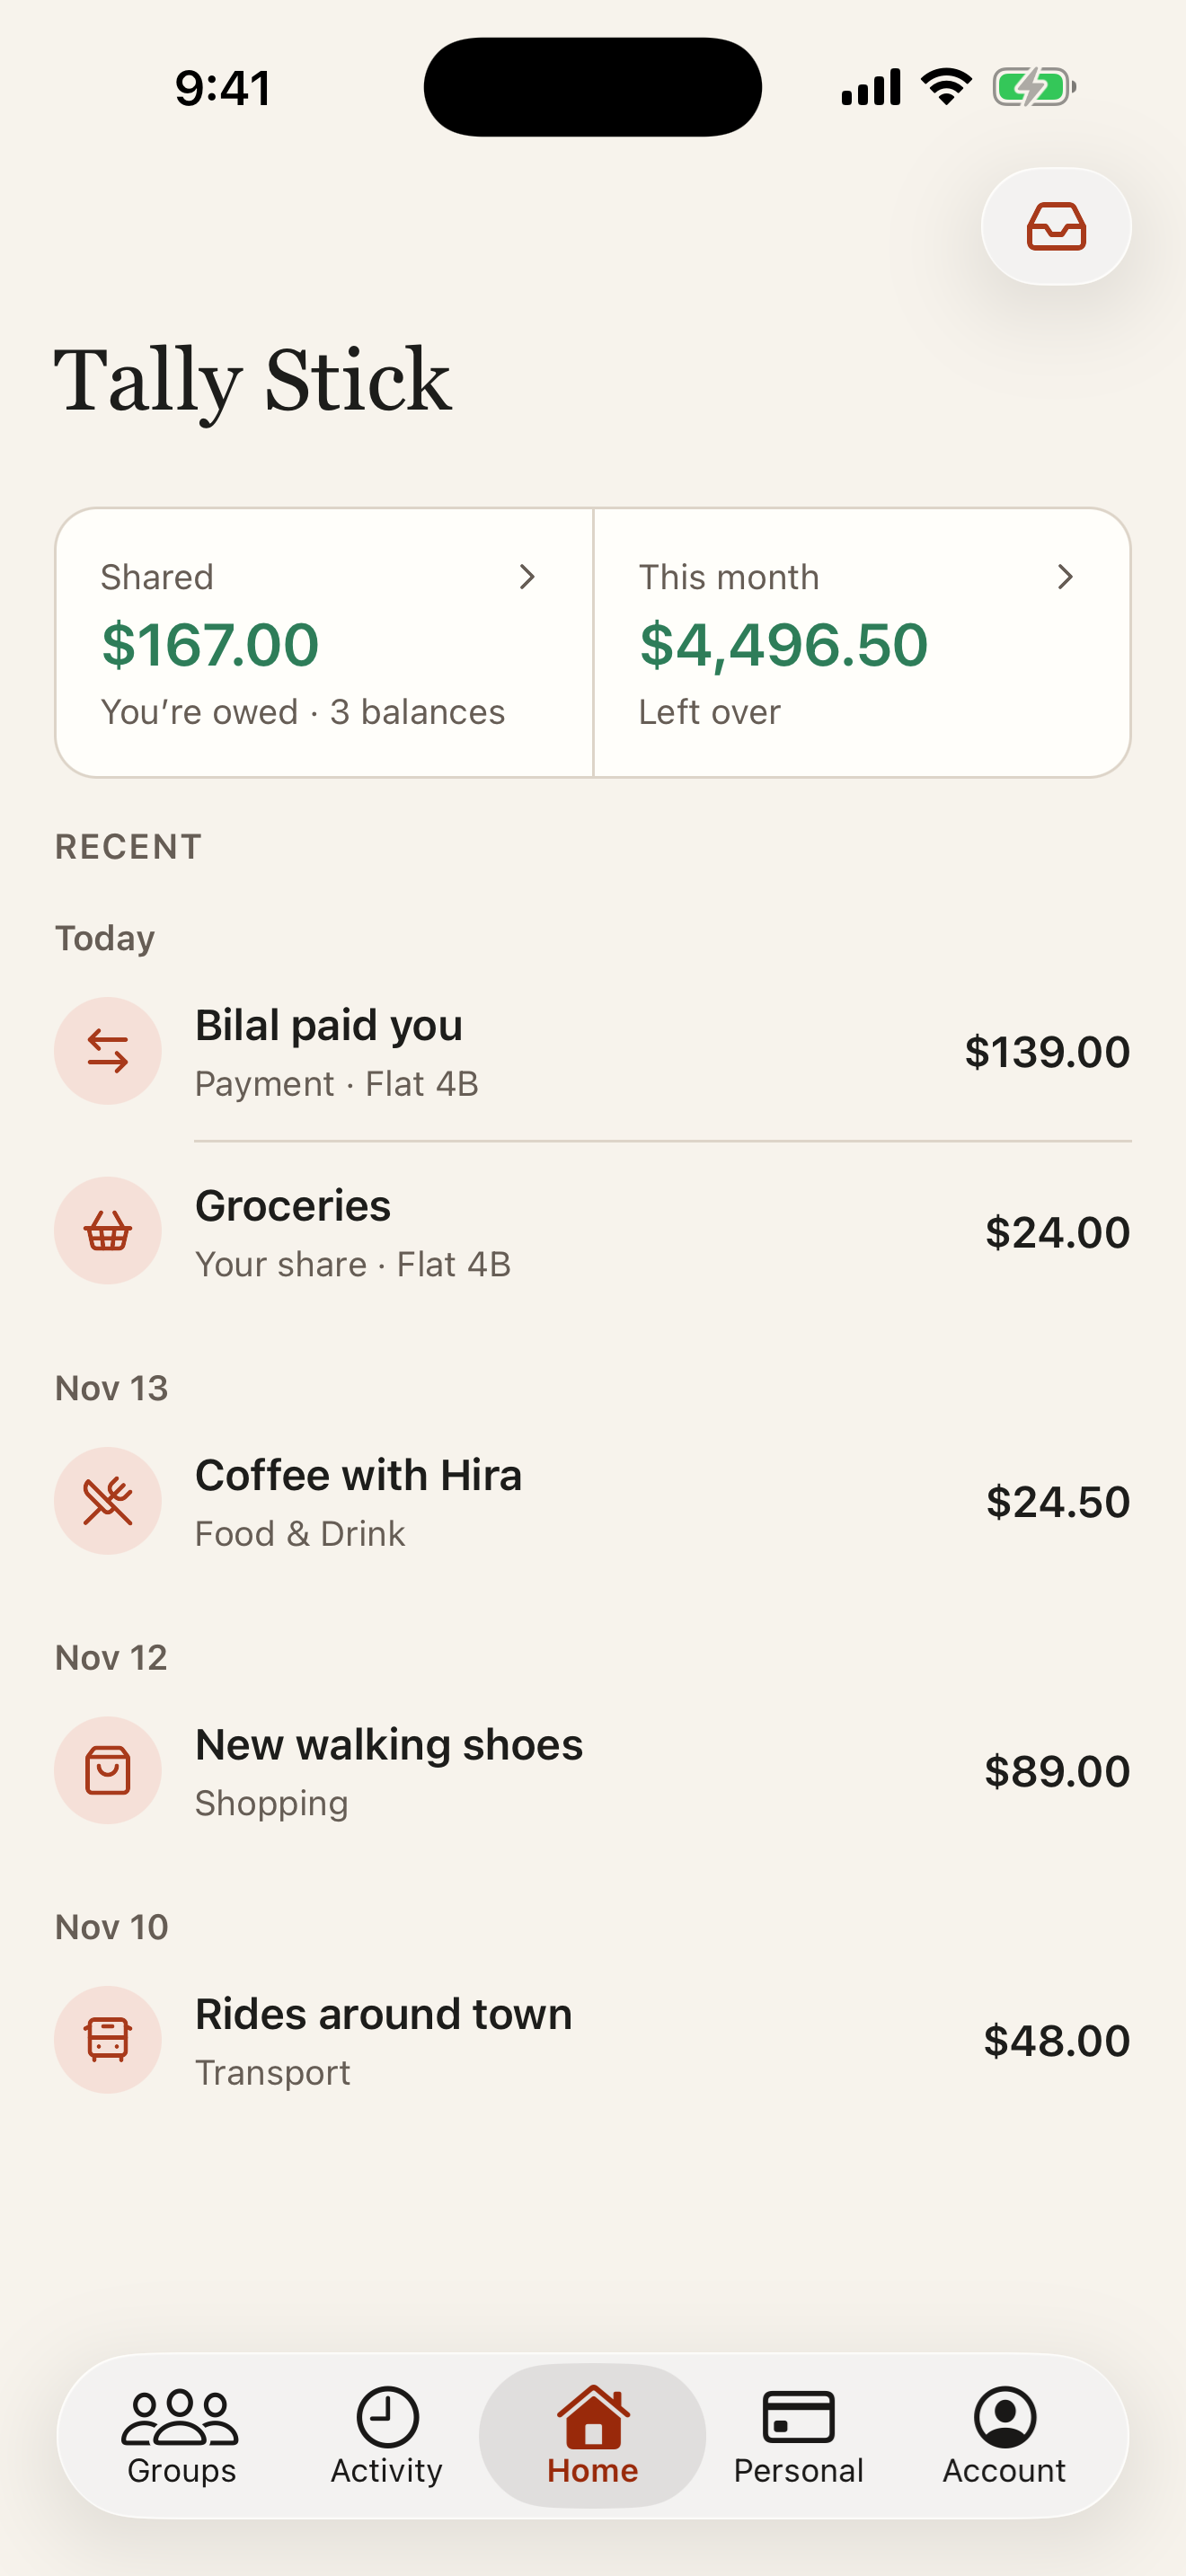 9:41
Tally Stick
Shared
$167.00
You’re owed · 3 balances
This month
$4,496.50
Left over
RECENT
Today
Bilal paid you
Payment · Flat 4B
$139.00
Groceries
Your share · Flat 4B
$24.00
Nov 13
Coffee with Hira
Food & Drink
$24.50
Nov 12
New walking shoes
Shopping
$89.00
Nov 10
Rides around town
Transport
$48.00
Groups
Activity
Home
Personal
Account